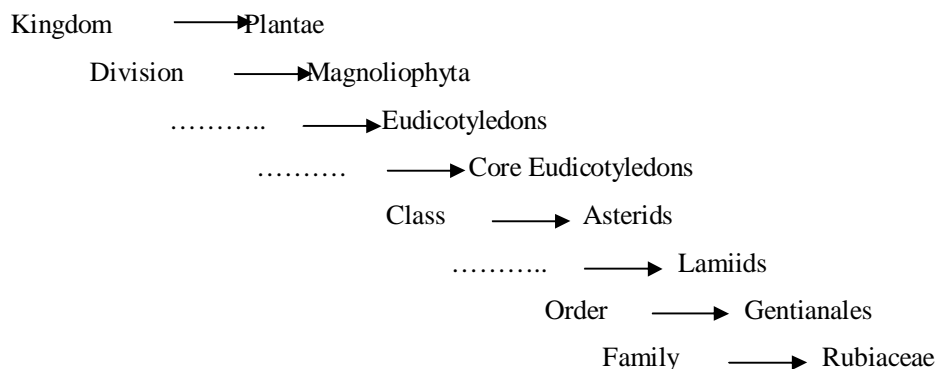 Kingdom Plantae
Division Magnoliophyta
……….. Eudicotyledons
………. Core Eudicotyledons
Class Asterids
……….. Lamiids
Order Gentianales
Family Rubiaceae